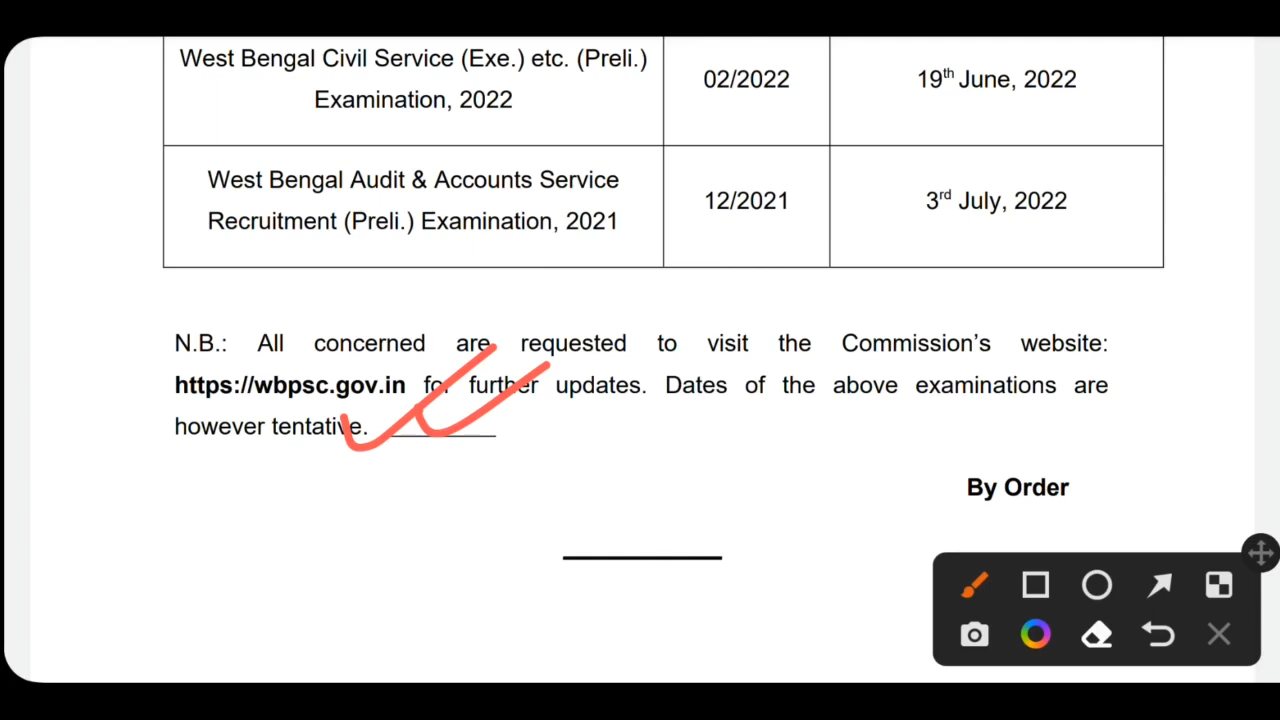 West Bengal Civil Service (Exe.) etc. (Preli.)
Examination, 2022
02/2022
19th June, 2022
West Bengal Audit & Accounts Service
Recruitment (Preli.) Examination, 2021
12/2021
3rd July, 2022
N.B.: All concerned are requested to visit the Commission's website:
https://wbpsc.gov.in for further updates. Dates of the above examinations are
however tentative.
By Order